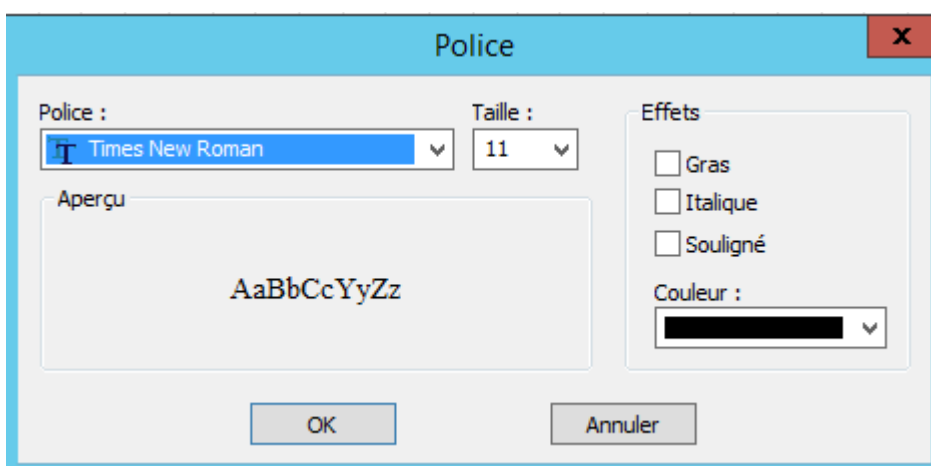 Police
x
Police :
Times New Roman
Taille :
11
Aperçu
AaBbCcYyZz
Effets
Gras
Italique
Souligné
Couleur :
OK
Annuler